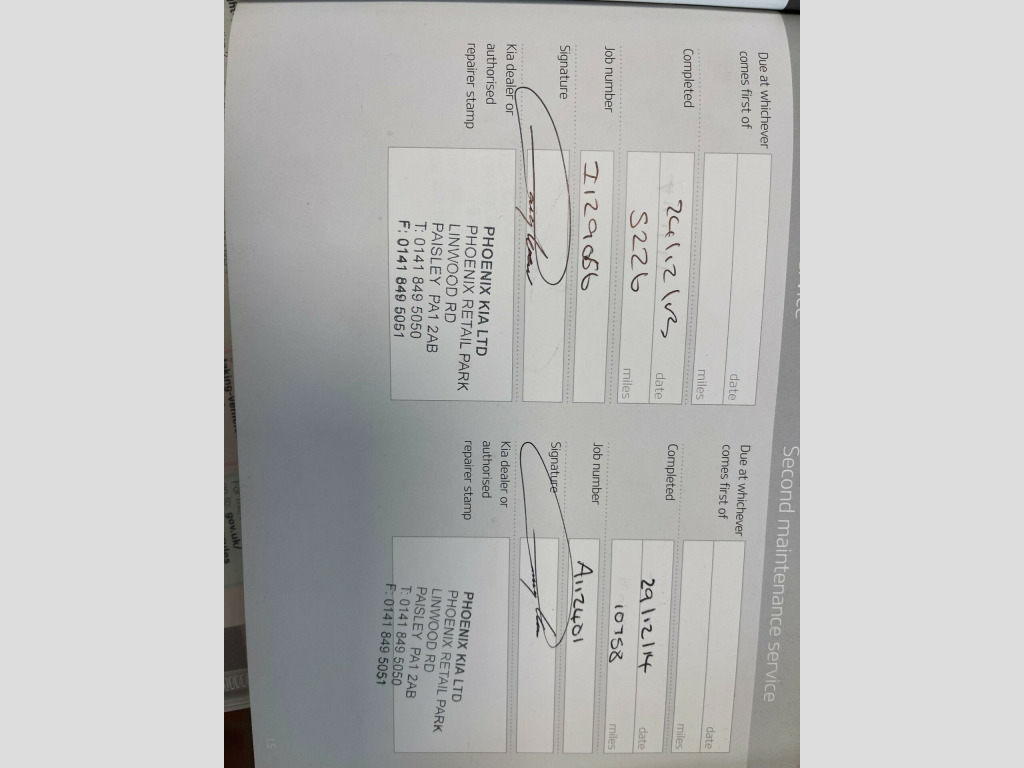 Due at whichever
comes first of
date
miles
Completed
24/12/13
date
5226
miles
Job number
I129056
Signature
Kia dealer or
authorised
repairer stamp
PHOENIX KIA LTD
PHOENIX RETAIL PARK
LINWOOD RD
PAISLEY PA1 2AB
T: 0141 849 5050
F: 0141 849 5051
Second maintenance service
Due at whichever
comes first of
date
miles
Completed
29/12/14
date
10758
miles
Job number
A112401
Signature
Kia dealer or
authorised
repairer stamp
PHOENIX KIA LTD
PHOENIX RETAIL PARK
LINWOOD RD
PAISLEY PA1 2AB
T: 0141 849 5050
F: 0141 849 5051
15
gov.uk/